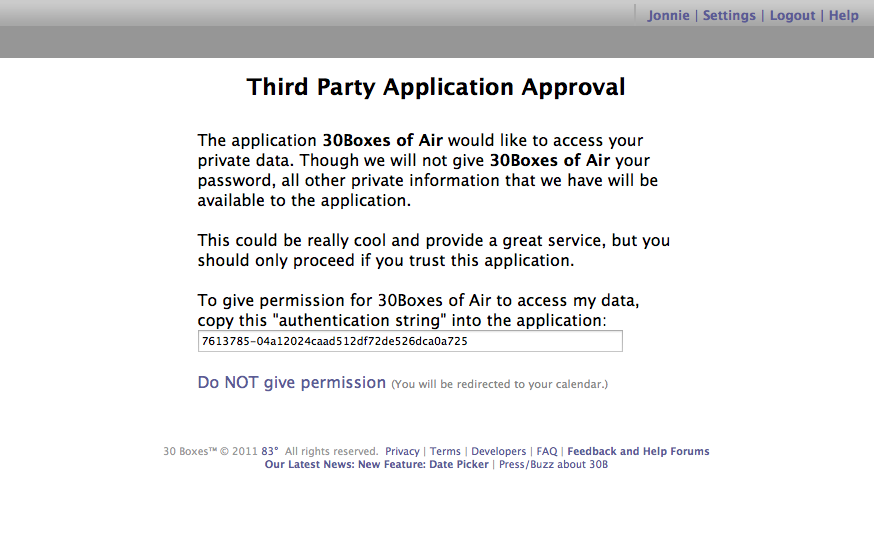 Jonnie | Settings | Logout | Help
Third Party Application Approval
The application 30Boxes of Air would like to access your
private data. Though we will not give 30Boxes of Air your
password, all other private information that we have will be
available to the application.
This could be really cool and provide a great service, but you
should only proceed if you trust this application.
To give permission for 30Boxes of Air to access my data,
copy this "authentication string" into the application:
7613785-04a12024caad512df72de526dca0a725
Do NOT give permission (You will be redirected to your calendar.)
30 Boxes™ © 2011 83° All rights reserved. Privacy | Terms | Developers | FAQ | Feedback and Help Forums
Our Latest News: New Feature: Date Picker | Press/Buzz about 30B